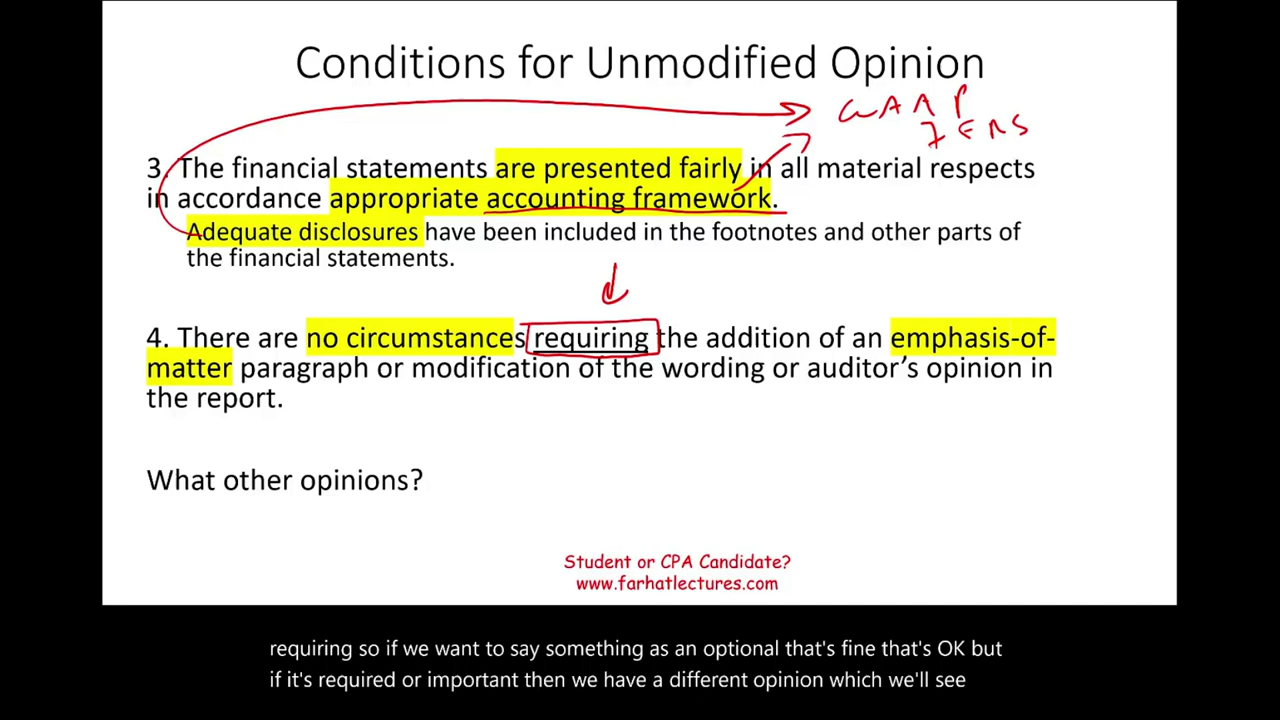 Conditions for Unmodified Opinion
GAAP
IFRS
3. The financial statements are presented fairly in all material respects
in accordance appropriate accounting framework.
Adequate disclosures have been included in the footnotes and other parts of
the financial statements.
4. There are no circumstances requiring the addition of an emphasis-of-
matter paragraph or modification of the wording or auditor's opinion in
the report.
What other opinions?
Student or CPA Candidate?
www.farhatlectures.com
requiring so if we want to say something as an optional that's fine that's OK but
if it's required or important then we have a different opinion which we'll see